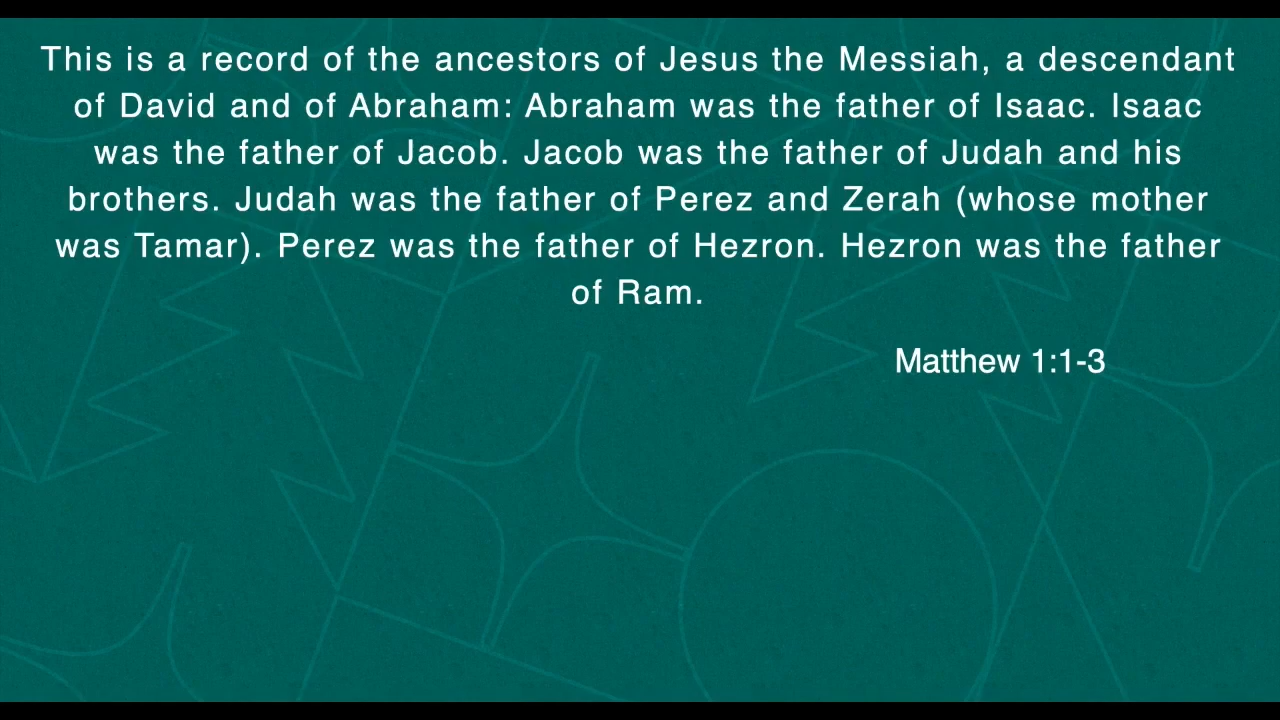 This is a record of the ancestors of Jesus the Messiah, a descendant
of David and of Abraham: Abraham was the father of Isaac. Isaac
was the father of Jacob. Jacob was the father of Judah and his
brothers. Judah was the father of Perez and Zerah (whose mother
was Tamar). Perez was the father of Hezron. Hezron was the father
of Ram.
Matthew 1:1-3